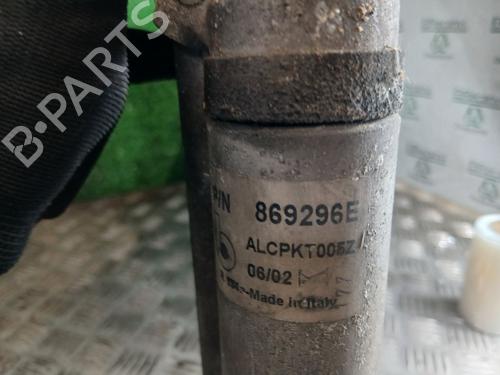 B-PARTS
P/N 869296E
ALCPKT005Z
06/02
Made in Italy